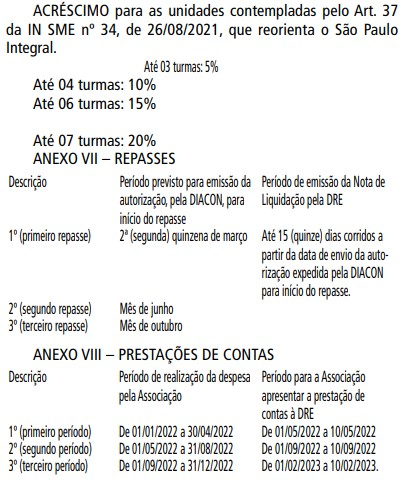 ACRÉSCIMO para as unidades contempladas pelo Art. 37
da IN SME nº 34, de 26/08/2021, que reorienta o São Paulo
Integral.
Até 03 turmas: 5%
Até 04 turmas: 10%
Até 06 turmas: 15%
Até 07 turmas: 20%
ANEXO VII – REPASSES
Descrição Período previsto para emissão da Período de emissão da Nota de
autorização, pela DIACON, para Liquidação pela DRE
início do repasse
1º (primeiro repasse) 2ª (segunda) quinzena de março Até 15 (quinze) dias corridos a
partir da data de envio da auto-
rização expedida pela DIACON
para início do repasse.
2º (segundo repasse) Mês de junho
3º (terceiro repasse) Mês de outubro
ANEXO VIII – PRESTAÇÕES DE CONTAS
Descrição Período de realização da despesa Período para a Associação
pela Associação apresentar a prestação de
contas à DRE
1º (primeiro período) De 01/01/2022 a 30/04/2022 De 01/05/2022 a 10/05/2022
2º (segundo período) De 01/05/2022 a 31/08/2022 De 01/09/2022 a 10/09/2022
3º (terceiro período) De 01/09/2022 a 31/12/2022 De 01/02/2023 a 10/02/2023.